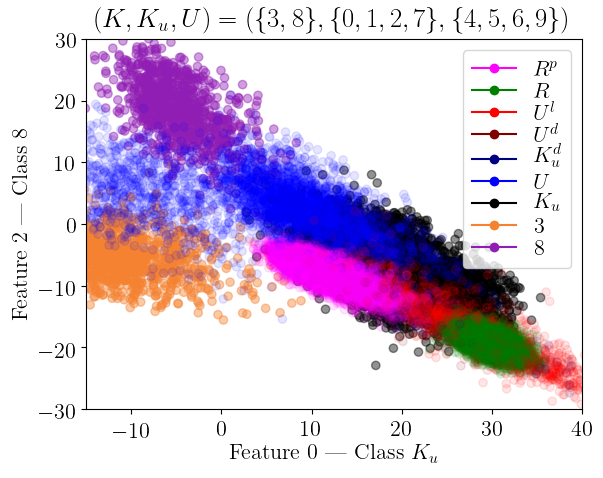 (K, K_u, U) = ({3, 8}, {0, 1, 2, 7}, {4, 5, 6, 9})
30
20
10
0
−10
−20
−30
Feature 2 — Class 8
R^p
R
U^l
U^d
K_u^d
U
K_u
3
8
−10
0
10
20
30
40
Feature 0 — Class K_u